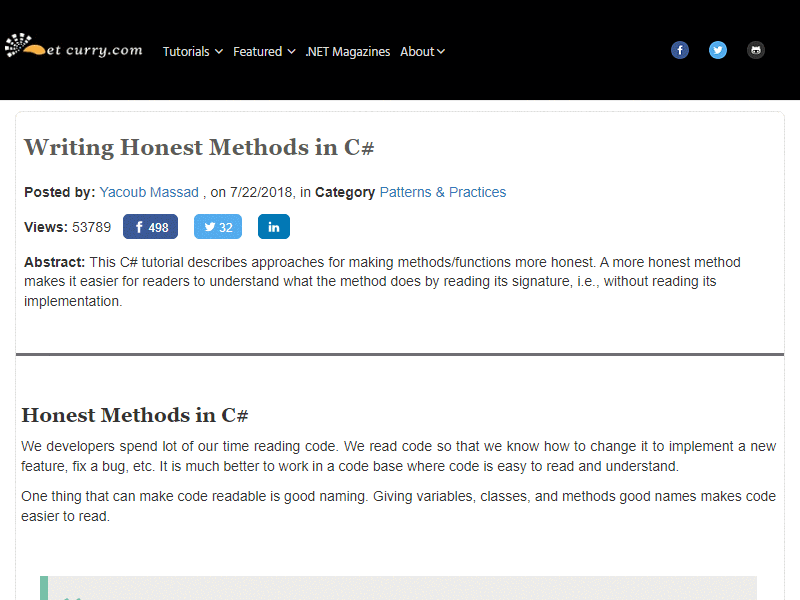 et curry.com
Tutorials Featured .NET Magazines About
Writing Honest Methods in C#
Posted by: Yacoub Massad , on 7/22/2018, in Category Patterns & Practices
Views: 53789 498 32 in
Abstract: This C# tutorial describes approaches for making methods/functions more honest. A more honest method
makes it easier for readers to understand what the method does by reading its signature, i.e., without reading its
implementation.
Honest Methods in C#
We developers spend lot of our time reading code. We read code so that we know how to change it to implement a new
feature, fix a bug, etc. It is much better to work in a code base where code is easy to read and understand.
One thing that can make code readable is good naming. Giving variables, classes, and methods good names makes code
easier to read.